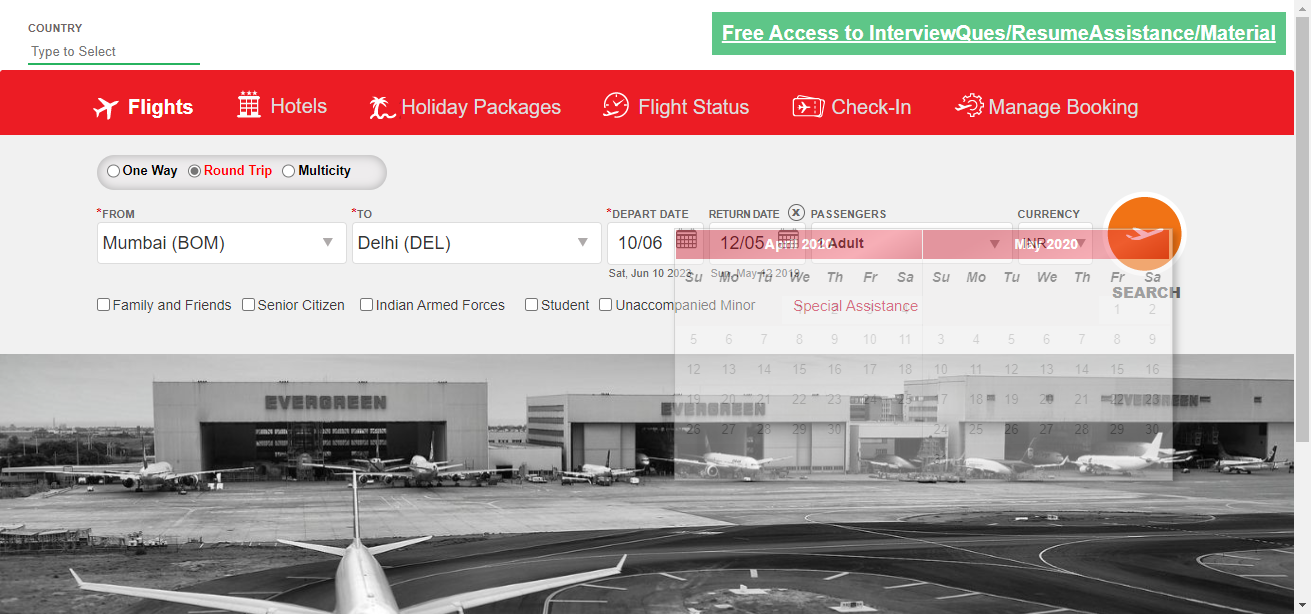 COUNTRY
Type to Select
Free Access to InterviewQues/ResumeAssistance/Material
Flights Hotels Holiday Packages Flight Status Check-In Manage Booking
One Way Round Trip Multicity
*FROM *TO *DEPART DATE RETURN DATE PASSENGERS CURRENCY
Mumbai (BOM) Delhi (DEL) 10/06 12/05 1 Adult INR
April 2020 May 2020
Sat, Jun 10 2023 Sun, May 12 2019
Su Mo Tu We Th Fr Sa Su Mo Tu We Th Fr Sa
SEARCH
Family and Friends Senior Citizen Indian Armed Forces Student Unaccompanied Minor Special Assistance
1 2 3 4 1 2
5 6 7 8 9 10 11 3 4 5 6 7 8 9
12 13 14 15 16 17 18 10 11 12 13 14 15 16
19 20 21 22 23 24 25 17 18 19 20 21 22 23
26 27 28 29 30 24 25 26 27 28 29 30
EVERGREEN EVERGREEN EVERGREEN